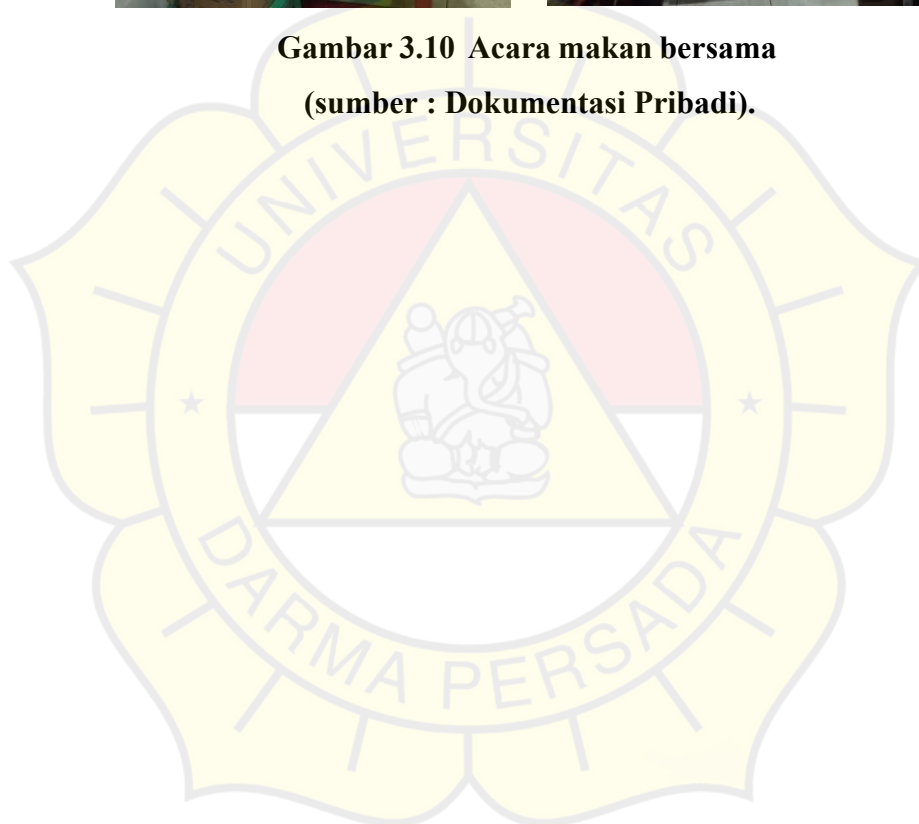 Gambar 3.10 Acara makan bersama
(sumber : Dokumentasi Pribadi).
UNIVERSITAS
DARMA PERSADA